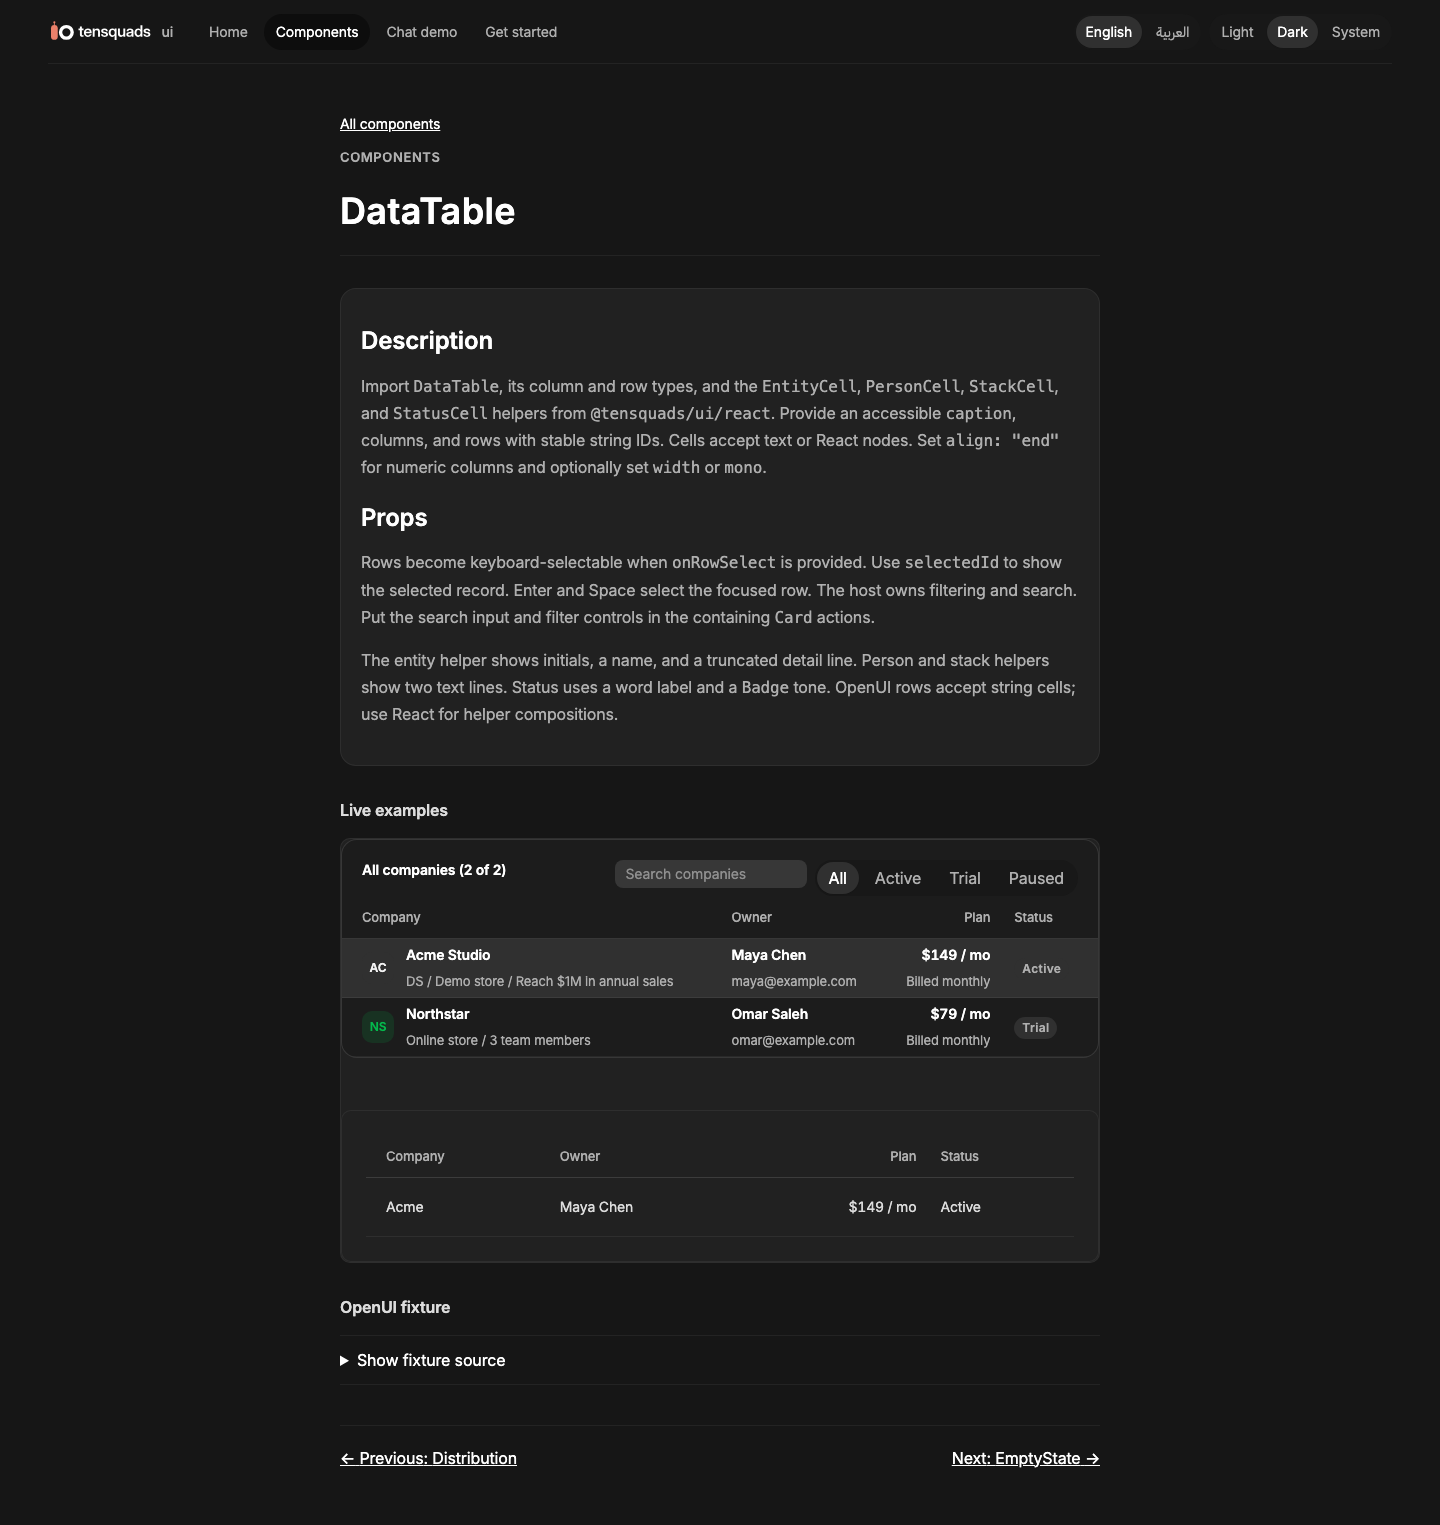 tensquads ui Home Components Chat demo Get started English العربية Light Dark System
All components
COMPONENTS
DataTable
Description
Import DataTable, its column and row types, and the EntityCell, PersonCell, StackCell,
and StatusCell helpers from @tensquads/ui/react. Provide an accessible caption,
columns, and rows with stable string IDs. Cells accept text or React nodes. Set align: "end"
for numeric columns and optionally set width or mono.
Props
Rows become keyboard-selectable when onRowSelect is provided. Use selectedId to show
the selected record. Enter and Space select the focused row. The host owns filtering and search.
Put the search input and filter controls in the containing Card actions.
The entity helper shows initials, a name, and a truncated detail line. Person and stack helpers
show two text lines. Status uses a word label and a Badge tone. OpenUI rows accept string cells;
use React for helper compositions.
Live examples
All companies (2 of 2) Search companies All Active Trial Paused
Company Owner Plan Status
AC Acme Studio Maya Chen $149 / mo Active
DS / Demo store / Reach $1M in annual sales maya@example.com Billed monthly
NS Northstar Omar Saleh $79 / mo Trial
Online store / 3 team members omar@example.com Billed monthly
Company Owner Plan Status
Acme Maya Chen $149 / mo Active
OpenUI fixture
▶ Show fixture source
← Previous: Distribution Next: EmptyState →